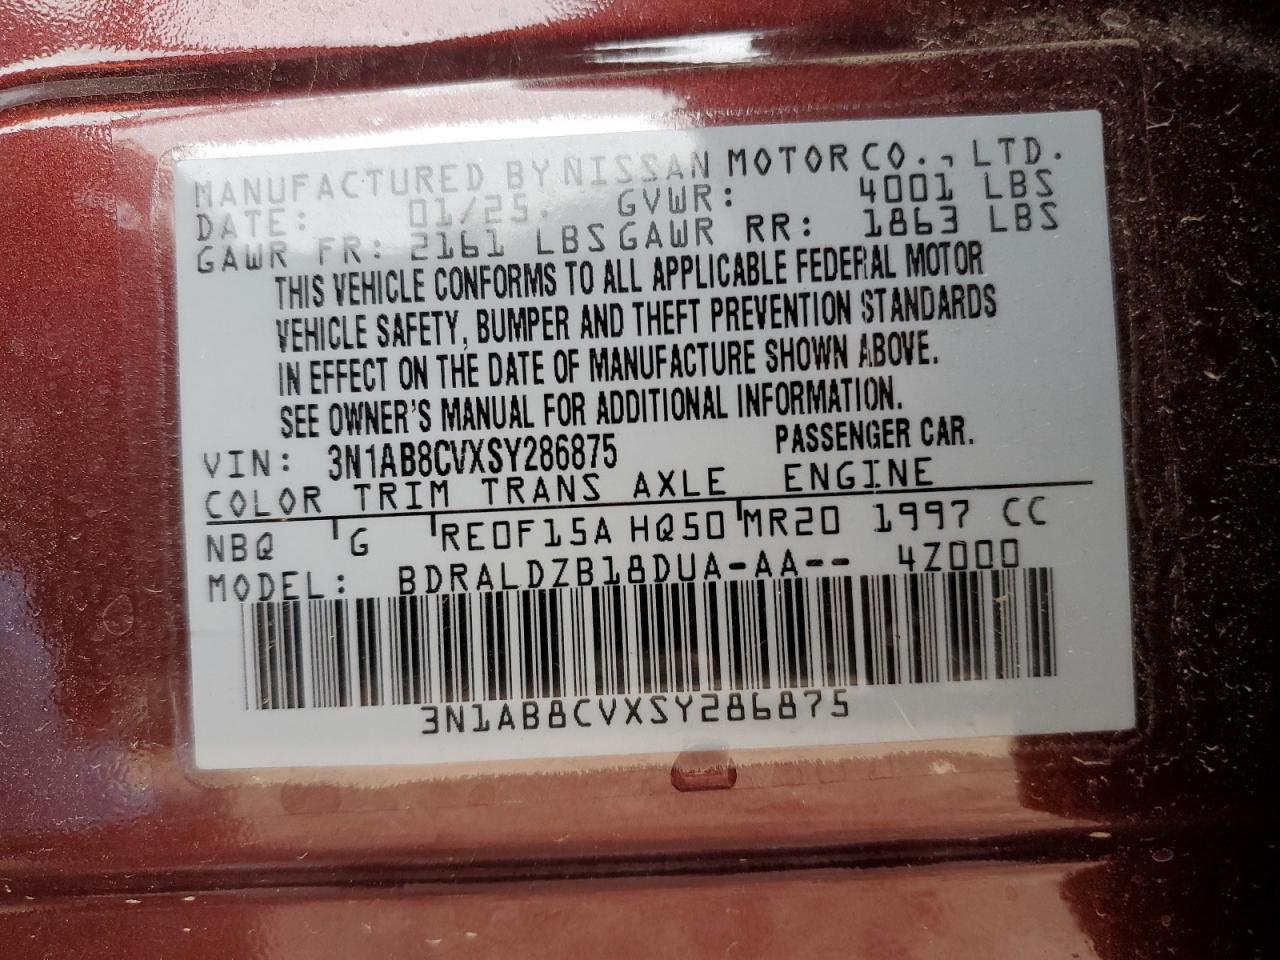 MANUFACTURED BY NISSAN MOTOR CO., LTD.
DATE: 01/25. GVWR: 4001 LBS
GAWR FR: 2161 LBS GAWR RR: 1863 LBS
THIS VEHICLE CONFORMS TO ALL APPLICABLE FEDERAL MOTOR
VEHICLE SAFETY, BUMPER AND THEFT PREVENTION STANDARDS
IN EFFECT ON THE DATE OF MANUFACTURE SHOWN ABOVE.
SEE OWNER'S MANUAL FOR ADDITIONAL INFORMATION.
VIN: 3N1AB8CVXSY286875 PASSENGER CAR.
COLOR TRIM TRANS AXLE ENGINE
NBQ G RE0F15A HQ50 MR20 1997 CC
MODEL: BDRALDZB18DUA-AA-- 4Z000
3N1AB8CVXSY286875